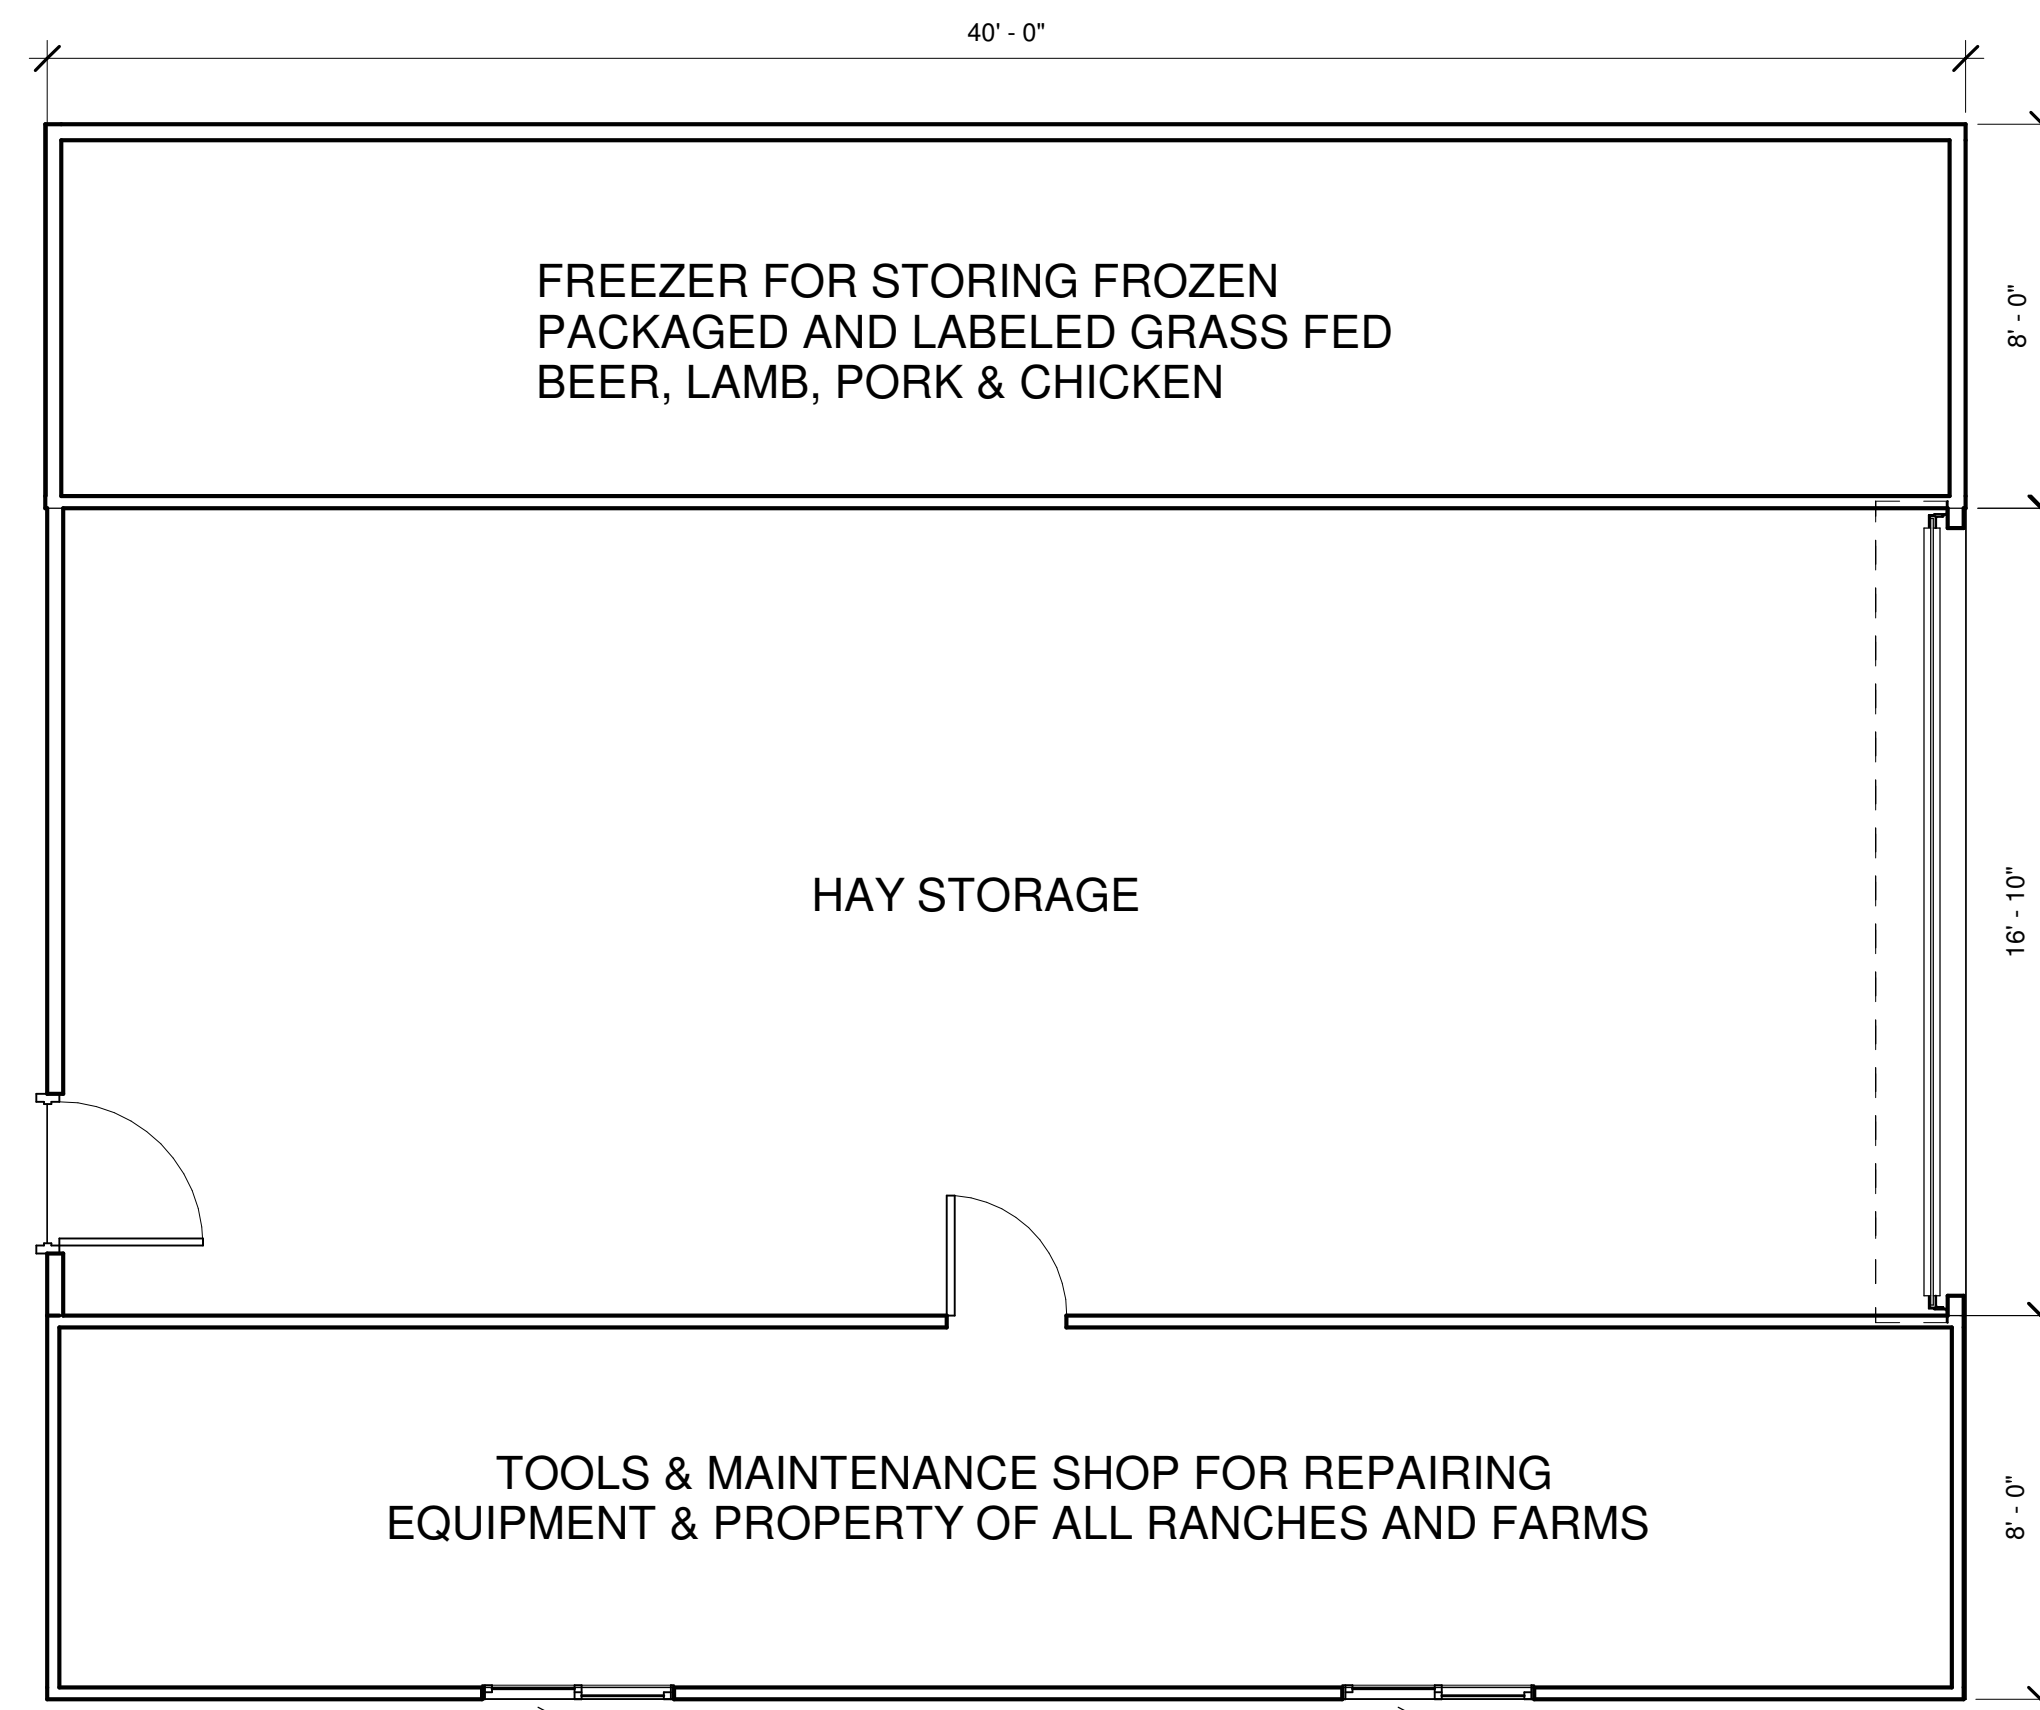 40' - 0"
FREEZER FOR STORING FROZEN
PACKAGED AND LABELED GRASS FED
BEER, LAMB, PORK & CHICKEN
8' - 0"
HAY STORAGE
16' - 10"
TOOLS & MAINTENANCE SHOP FOR REPAIRING
EQUIPMENT & PROPERTY OF ALL RANCHES AND FARMS
8' - 0"